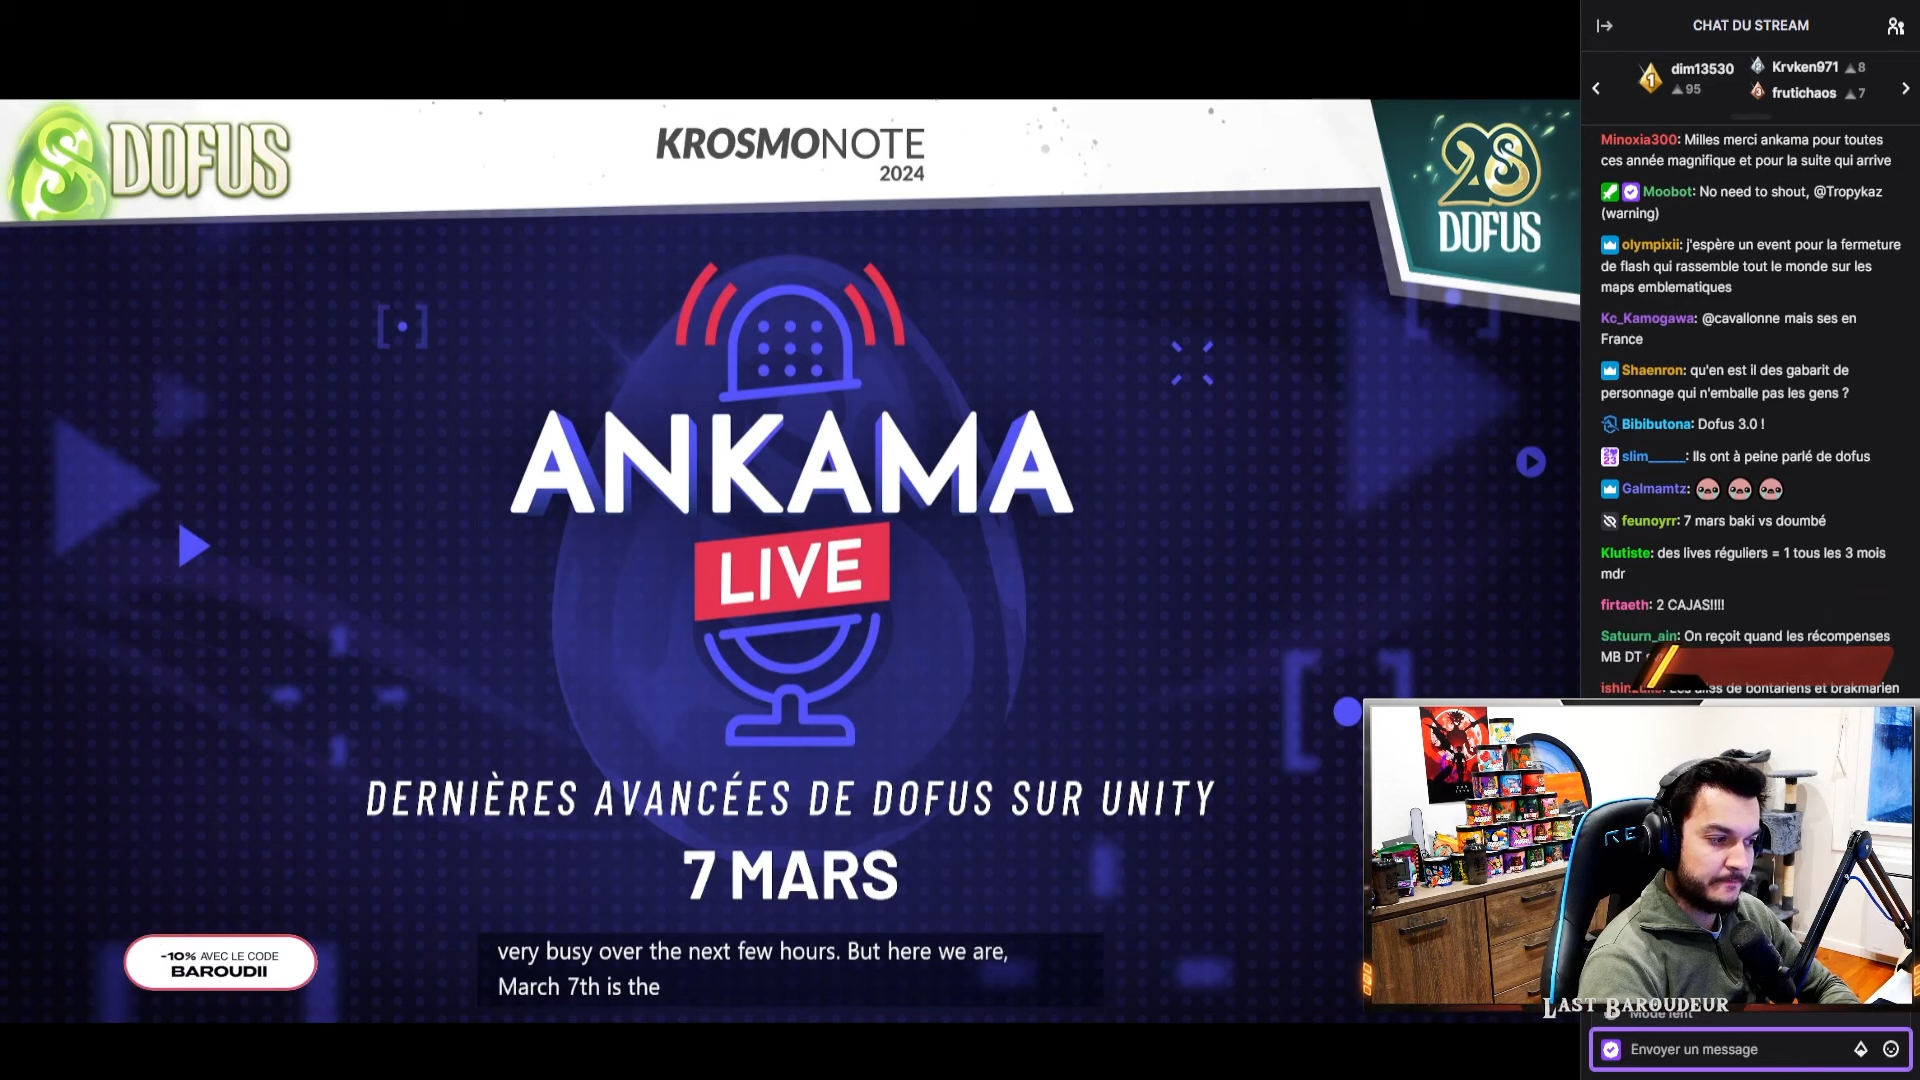 DOFUS
KROSMONOTE
2024
20
DOFUS
ANKAMA
LIVE
DERNIÈRES AVANCÉES DE DOFUS SUR UNITY
7 MARS
-10% AVEC LE CODE
BAROUDII
very busy over the next few hours. But here we are,
March 7th is the
CHAT DU STREAM
1
dim13530
95
2
Krvken971
8
3
frutichaos
7
Minoxia300: Milles merci ankama pour toutes
ces année magnifique et pour la suite qui arrive
Moobot: No need to shout, @Tropykaz
(warning)
olympixii: j'espère un event pour la fermeture
de flash qui rassemble tout le monde sur les
maps emblematiques
Kc_Kamogawa: @cavallonne mais ses en
France
Shaenron: qu'en est il des gabarit de
personnage qui n'emballe pas les gens ?
Bibibutona: Dofus 3.0 !
slim_____: Ils ont à peine parlé de dofus
Galmamtz:
feunoyrr: 7 mars baki vs doumbé
Klutiste: des lives réguliers = 1 tous les 3 mois
mdr
firtaeth: 2 CAJAS!!!!
Satuurn_ain: On reçoit quand les récompenses
MB DT
de bontariens et brakmarien
RE
LAST BAROUDEUR
Mode lent
Envoyer un message